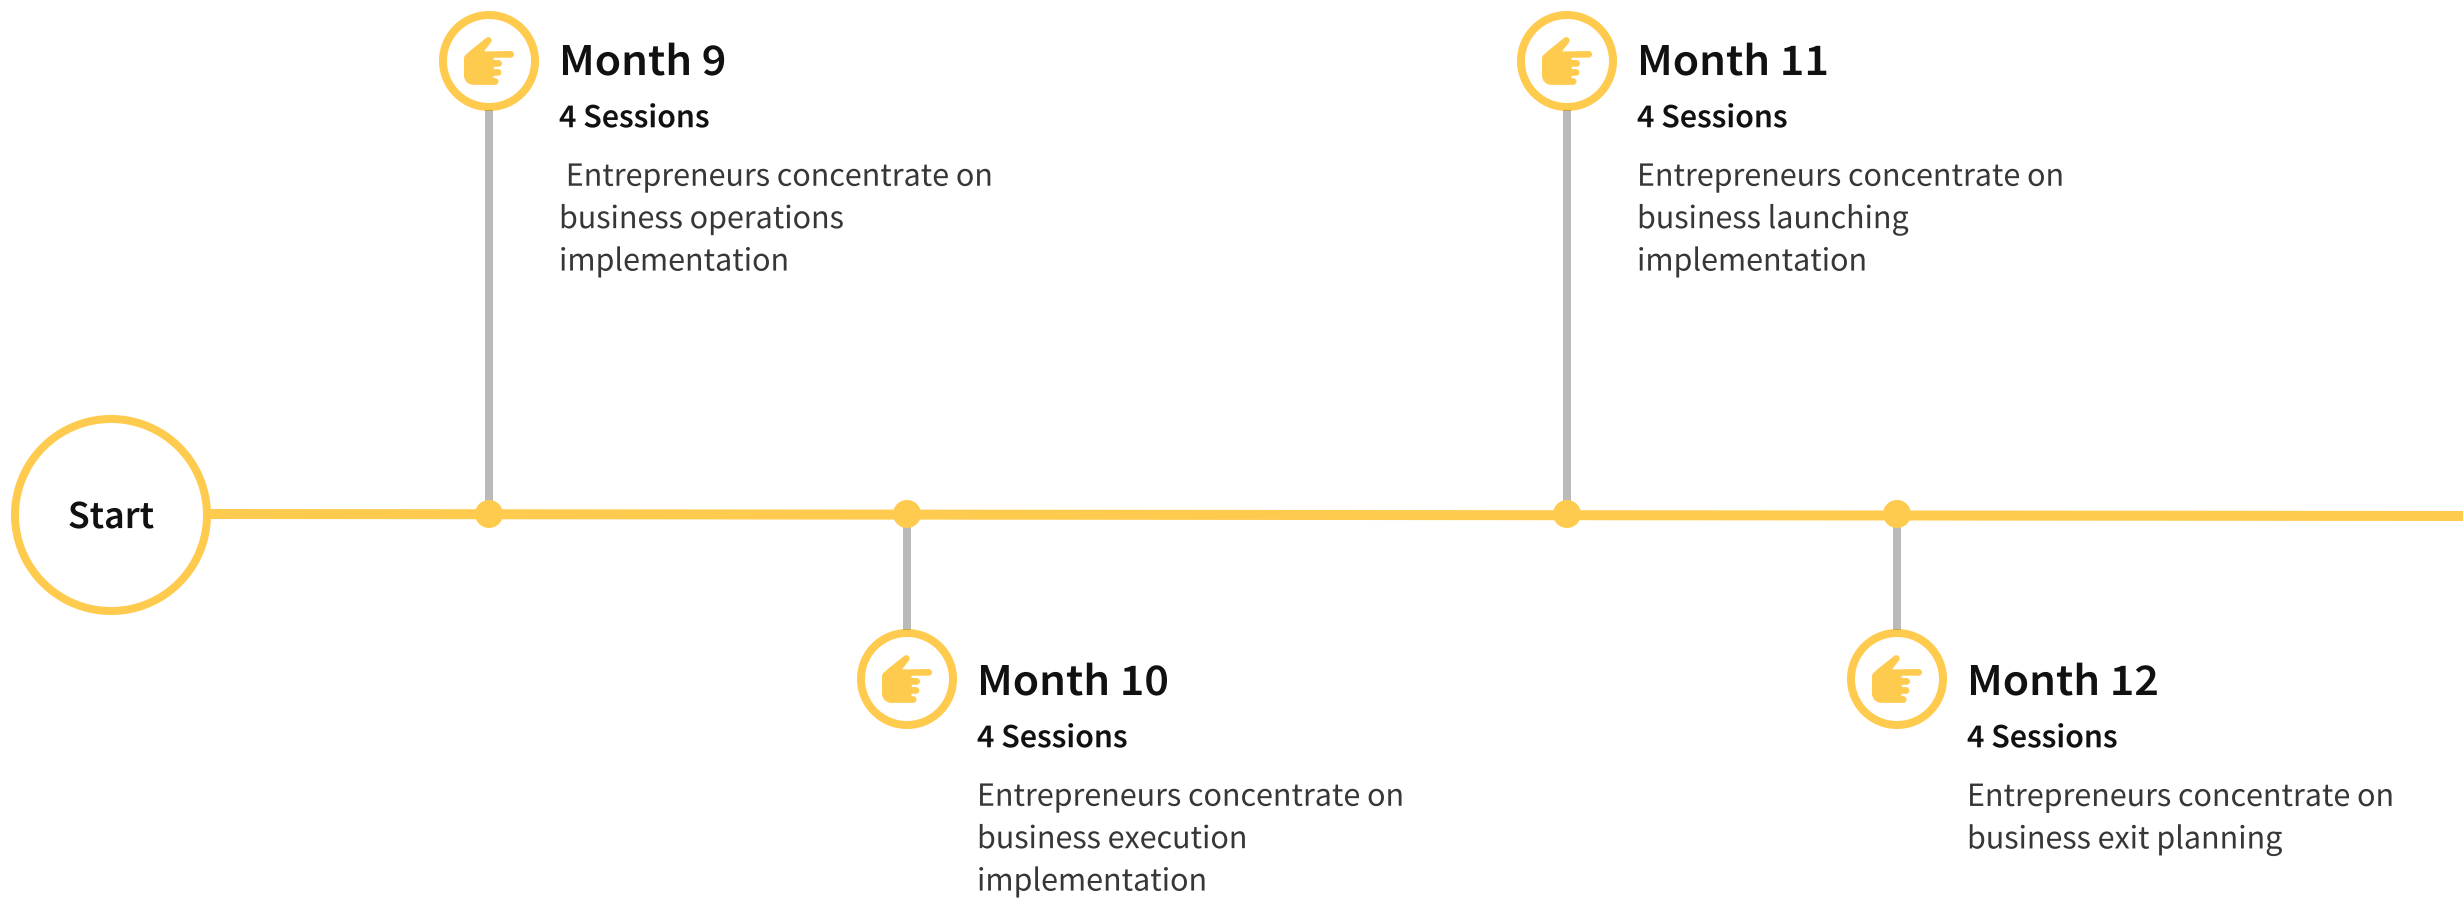 Start
Month 9
4 Sessions
Entrepreneurs concentrate on
business operations
implementation
Month 10
4 Sessions
Entrepreneurs concentrate on
business execution
implementation
Month 11
4 Sessions
Entrepreneurs concentrate on
business launching
implementation
Month 12
4 Sessions
Entrepreneurs concentrate on
business exit planning